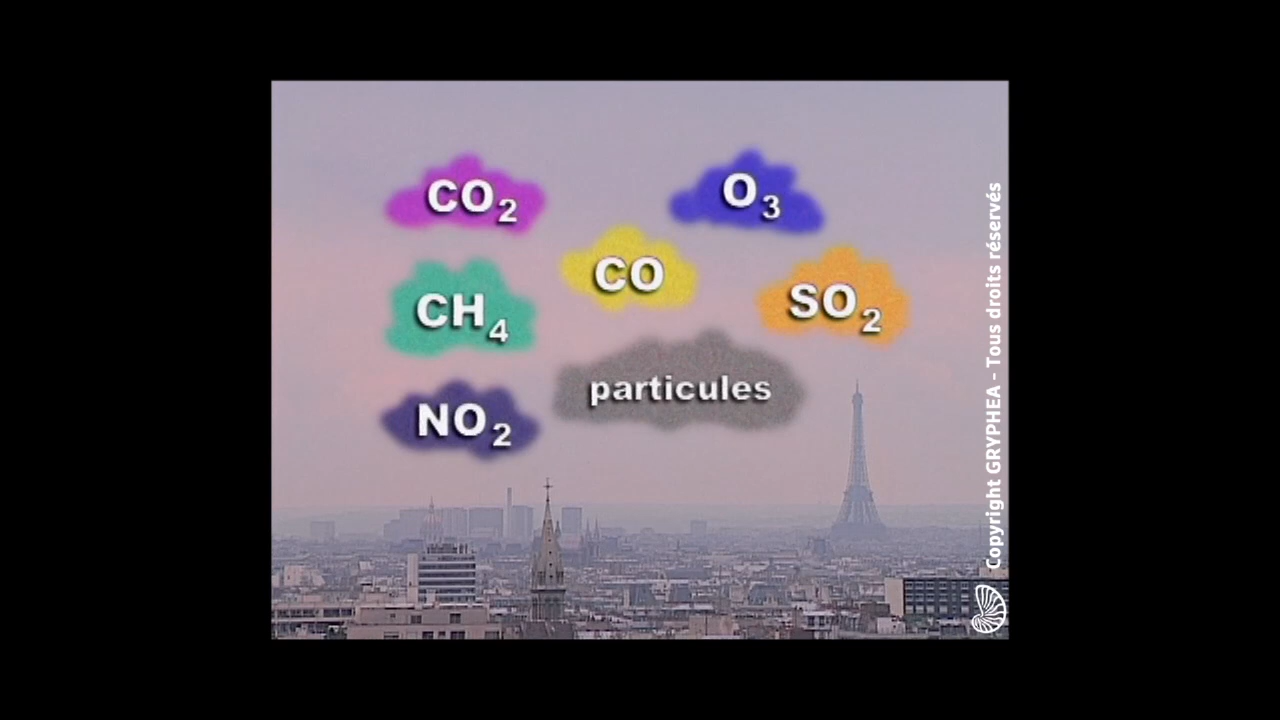 CO₂
O₃
CO
CH₄
SO₂
particules
NO₂
Copyright GRYPHEA - Tous droits réservés